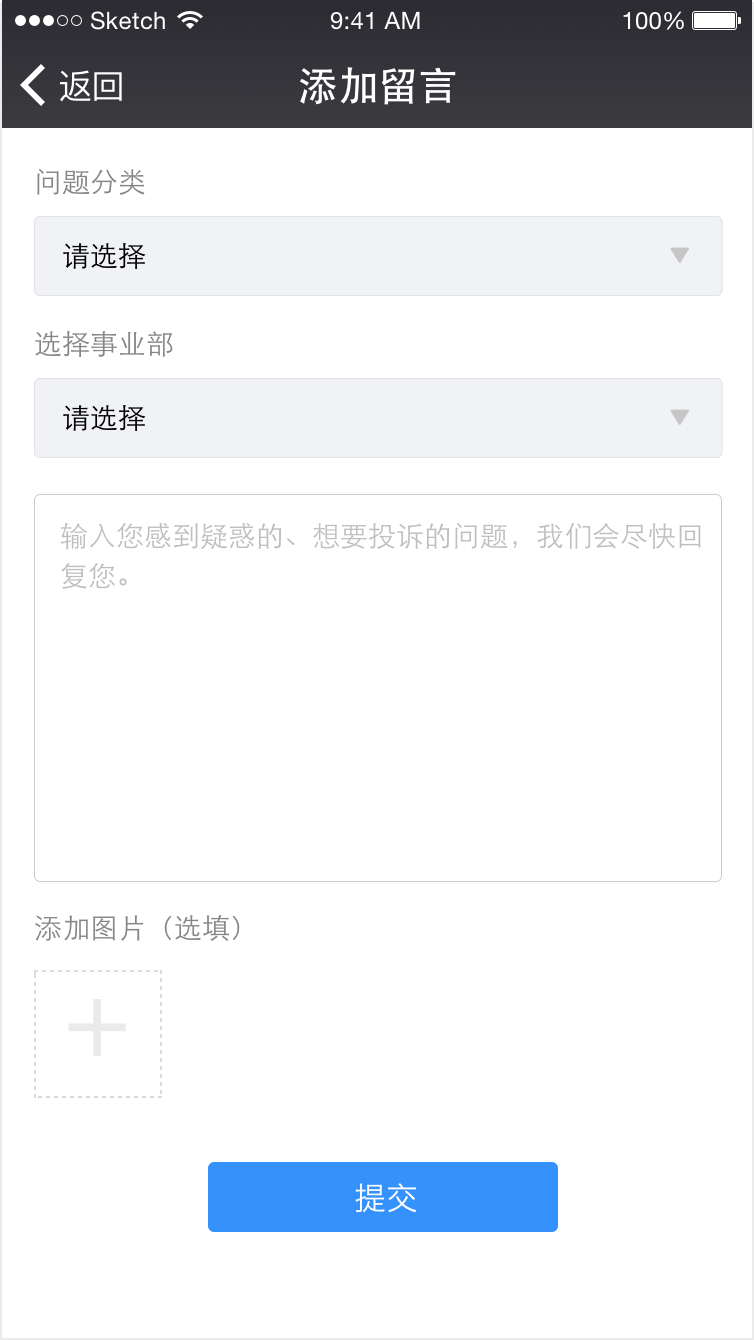 Sketch 9:41 AM 100%
返回 添加留言
问题分类
请选择
选择事业部
请选择
输入您感到疑惑的、想要投诉的问题，我们会尽快回
复您。
添加图片（选填）
提交